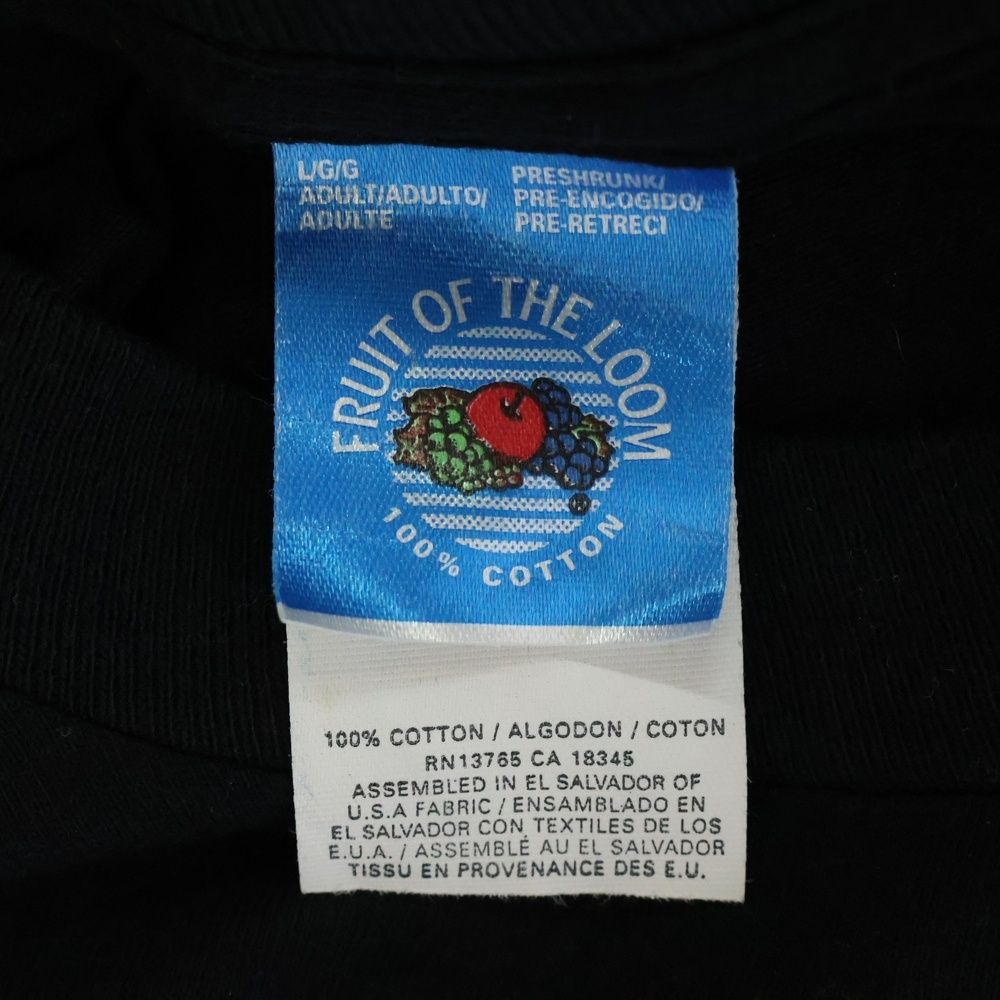 L/G/G
ADULT/ADULTO/
ADULTE
PRESHRUNK/
PRE-ENCOGIDO/
PRE-RETRECI
FRUIT OF THE LOOM
®
100% COTTON
100% COTTON / ALGODON / COTON
RN13765 CA 18345
ASSEMBLED IN EL SALVADOR OF
U.S.A FABRIC / ENSAMBLADO EN
EL SALVADOR CON TEXTILES DE LOS
E.U.A. / ASSEMBLÉ AU EL SALVADOR
TISSU EN PROVENANCE DES E.U.